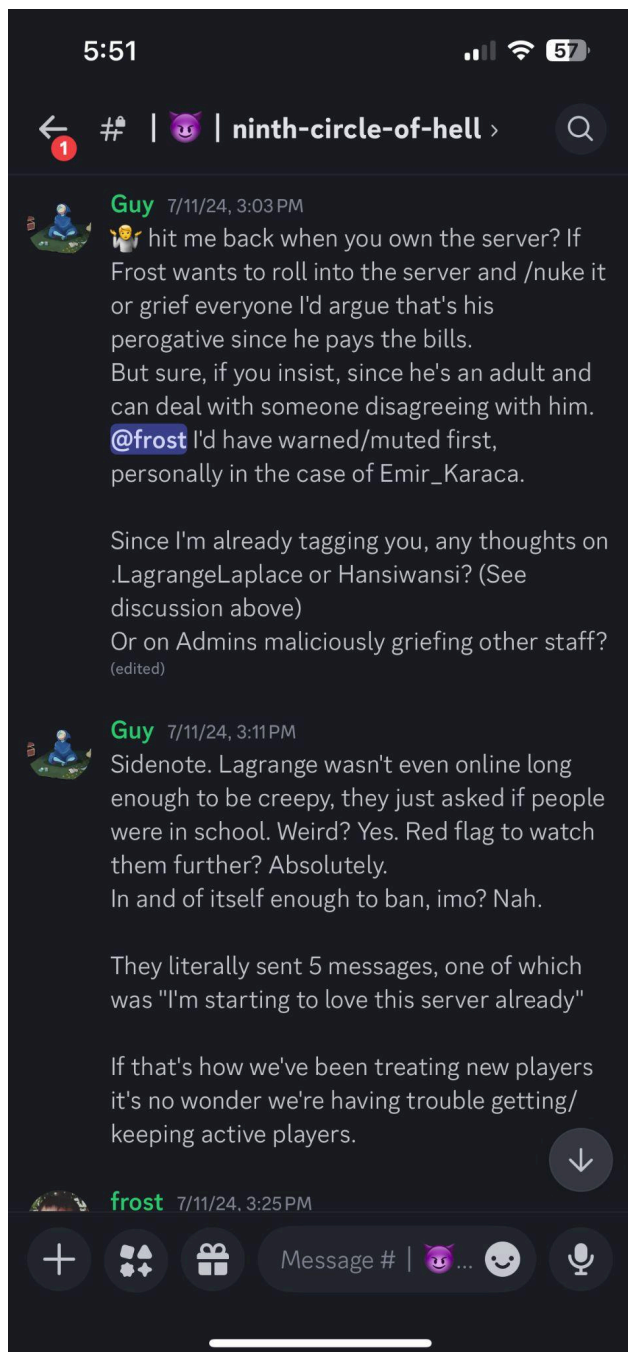 5:51
57
1
# | 😈 | ninth-circle-of-hell ›
Guy 7/11/24, 3:03 PM
🤷 hit me back when you own the server? If
Frost wants to roll into the server and /nuke it
or grief everyone I'd argue that's his
perogative since he pays the bills.
But sure, if you insist, since he's an adult and
can deal with someone disagreeing with him.
@frost I'd have warned/muted first,
personally in the case of Emir_Karaca.
Since I'm already tagging you, any thoughts on
.LagrangeLaplace or Hansiwansi? (See
discussion above)
Or on Admins maliciously griefing other staff?
(edited)
Guy 7/11/24, 3:11 PM
Sidenote. Lagrange wasn't even online long
enough to be creepy, they just asked if people
were in school. Weird? Yes. Red flag to watch
them further? Absolutely.
In and of itself enough to ban, imo? Nah.
They literally sent 5 messages, one of which
was "I'm starting to love this server already"
If that's how we've been treating new players
it's no wonder we're having trouble getting/
keeping active players.
frost 7/11/24, 3:25 PM
Message # | 😈...